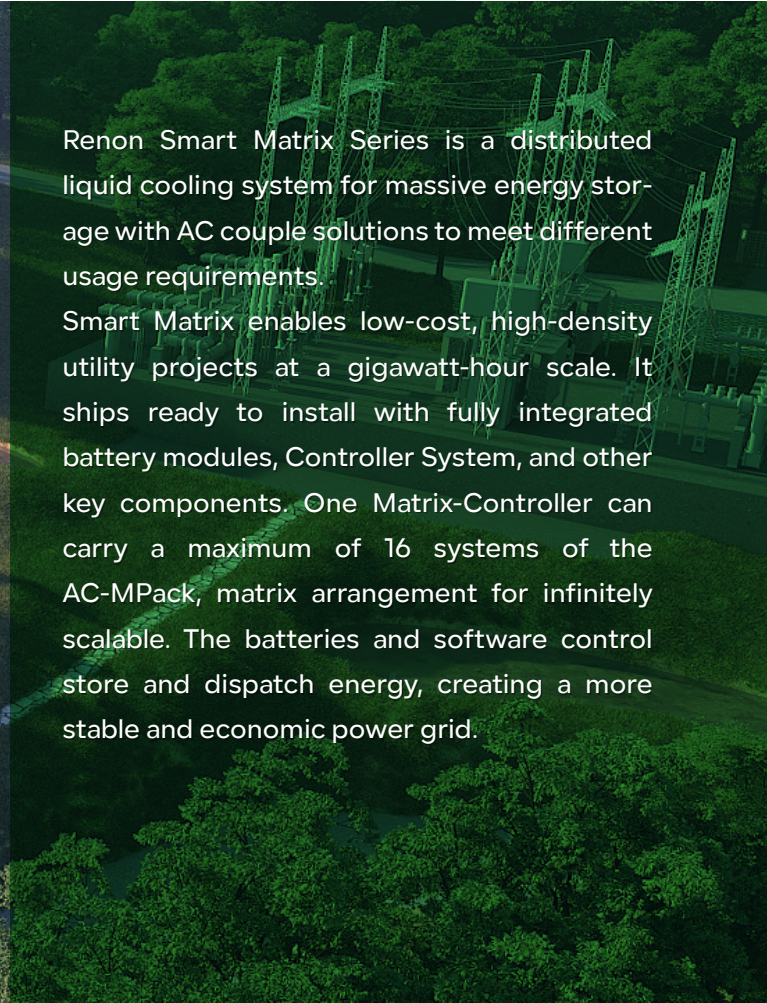 Renon Smart Matrix Series is a distributed
liquid cooling system for massive energy stor-
age with AC couple solutions to meet different
usage requirements.
Smart Matrix enables low-cost, high-density
utility projects at a gigawatt-hour scale. It
ships ready to install with fully integrated
battery modules, Controller System, and other
key components. One Matrix-Controller can
carry a maximum of 16 systems of the
AC-MPack, matrix arrangement for infinitely
scalable. The batteries and software control
store and dispatch energy, creating a more
stable and economic power grid.